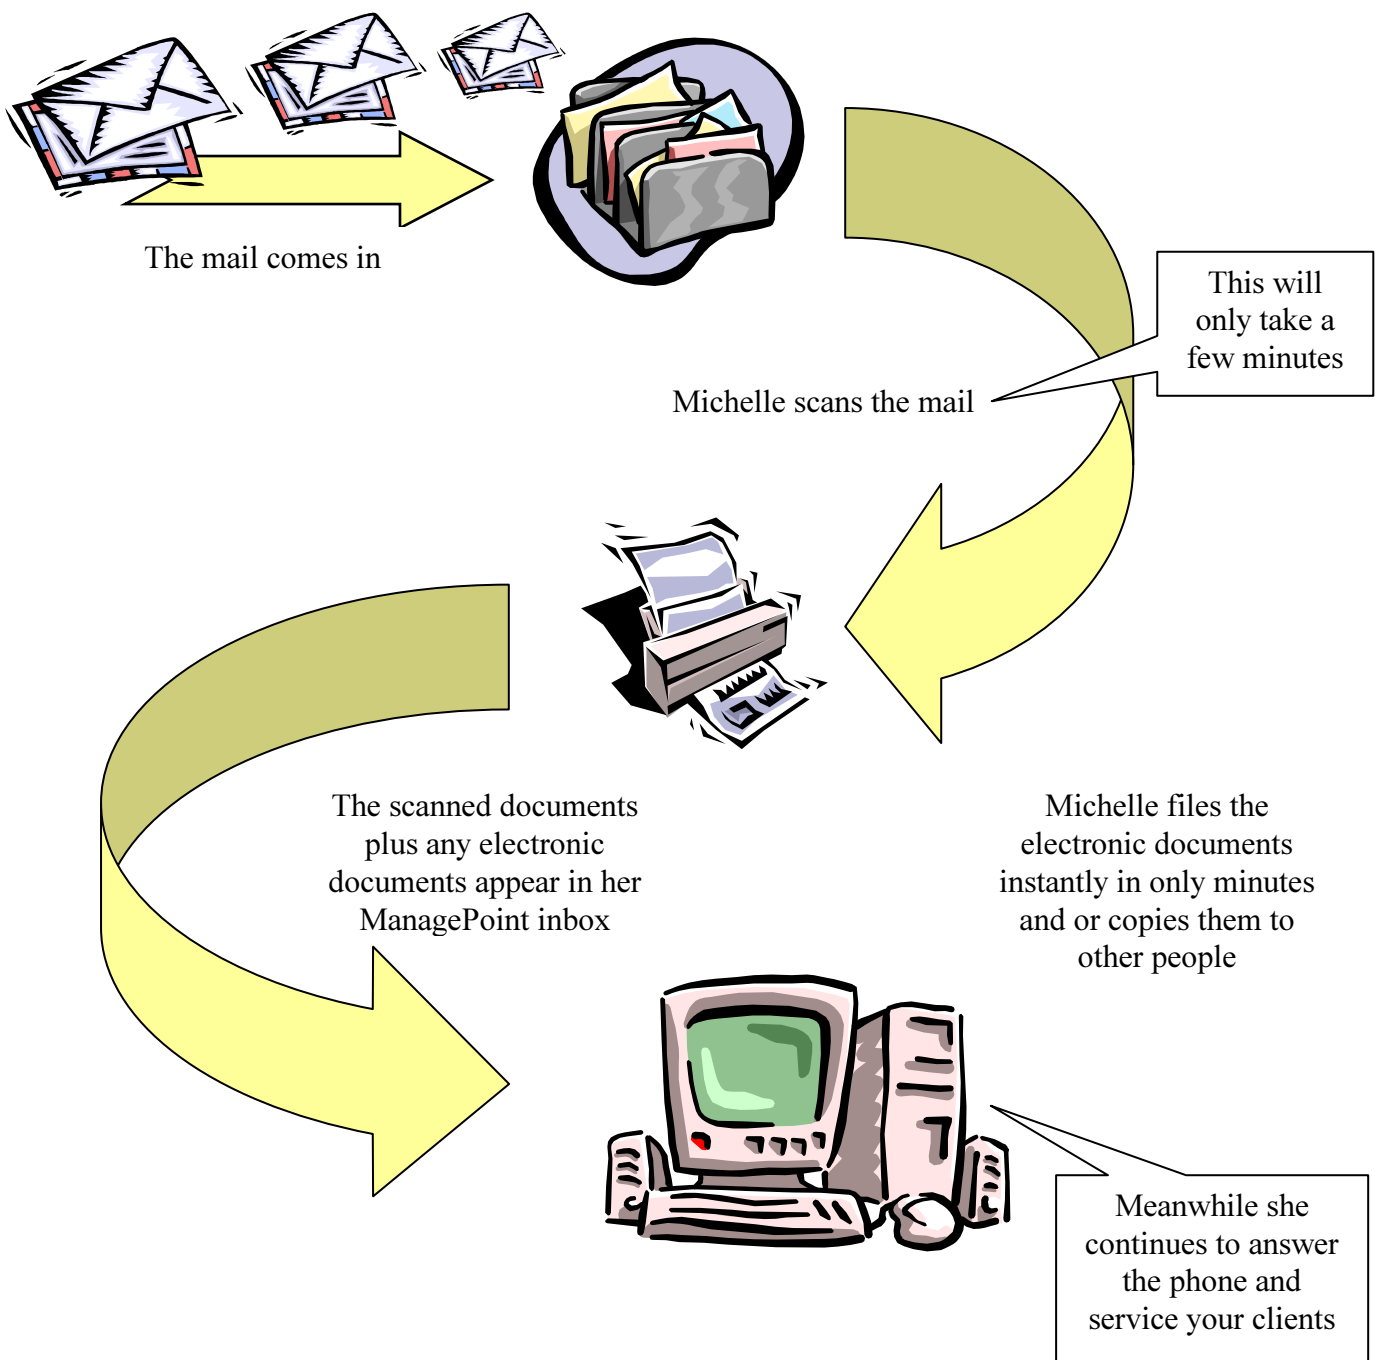 The mail comes in
This will
only take a
few minutes
Michelle scans the mail
The scanned documents
plus any electronic
documents appear in her
ManagePoint inbox
Michelle files the
electronic documents
instantly in only minutes
and or copies them to
other people
Meanwhile she
continues to answer
the phone and
service your clients